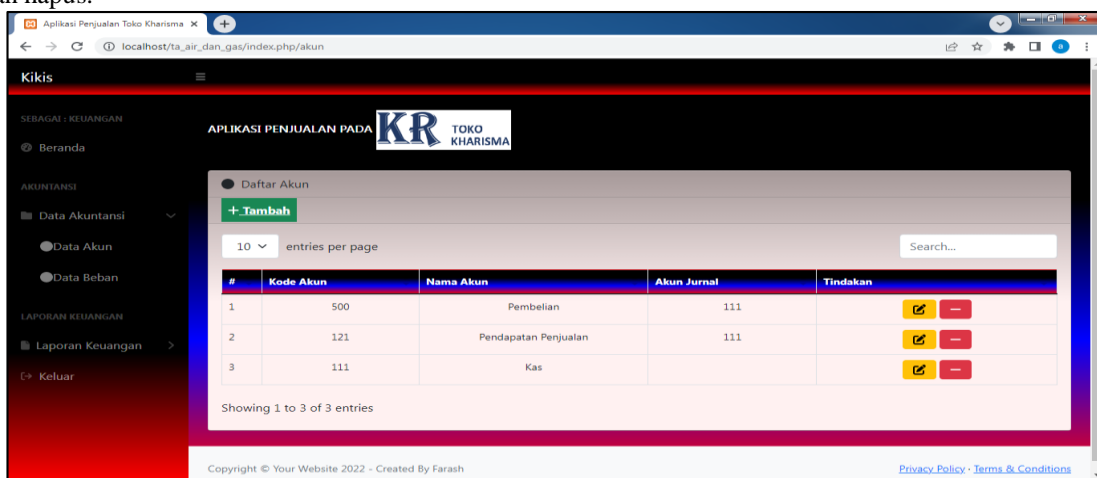 an hapus.
Aplikasi Penjualan Toko Kharisma
localhost/ta_air_dan_gas/index.php/akun
a
Kikis
SEBAGAI : KEUANGAN
Beranda
AKUNTANSI
Data Akuntansi
Data Akun
Data Beban
LAPORAN KEUANGAN
Laporan Keuangan
Keluar
APLIKASI PENJUALAN PADA KR TOKO
KHARISMA
Daftar Akun
+ Tambah
10 entries per page Search...
# Kode Akun Nama Akun Akun Jurnal Tindakan
1 500 Pembelian 111
2 121 Pendapatan Penjualan 111
3 111 Kas
Showing 1 to 3 of 3 entries
Copyright © Your Website 2022 - Created By Farash Privacy Policy · Terms & Conditions